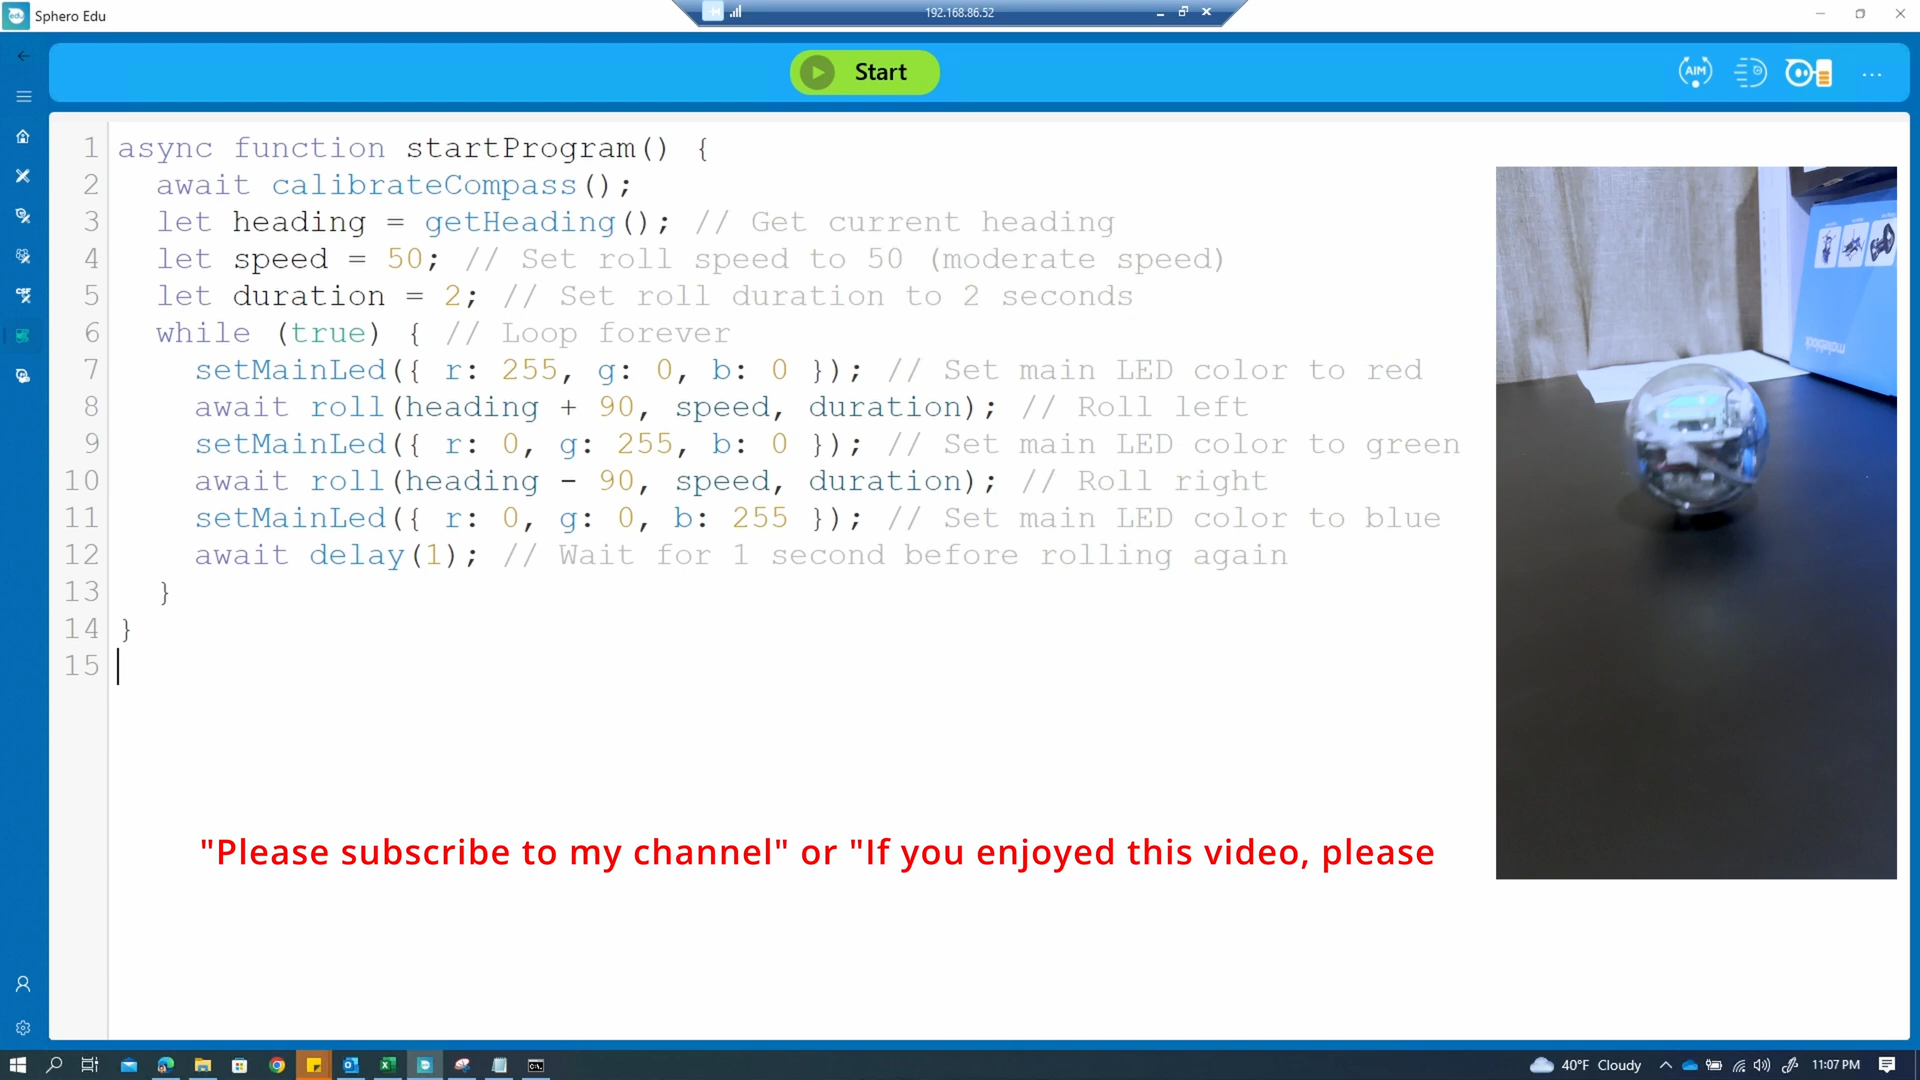 Sphero Edu
192.168.86.52
Start
AIM
1 async function startProgram() {
2 await calibrateCompass();
3 let heading = getHeading(); // Get current heading
4 let speed = 50; // Set roll speed to 50 (moderate speed)
5 let duration = 2; // Set roll duration to 2 seconds
6 while (true) { // Loop forever
7 setMainLed({ r: 255, g: 0, b: 0 }); // Set main LED color to red
8 await roll(heading + 90, speed, duration); // Roll left
9 setMainLed({ r: 0, g: 255, b: 0 }); // Set main LED color to green
10 await roll(heading - 90, speed, duration); // Roll right
11 setMainLed({ r: 0, g: 0, b: 255 }); // Set main LED color to blue
12 await delay(1); // Wait for 1 second before rolling again
13 }
14 }
15
makeblock
"Please subscribe to my channel" or "If you enjoyed this video, please
40°F Cloudy
11:07 PM